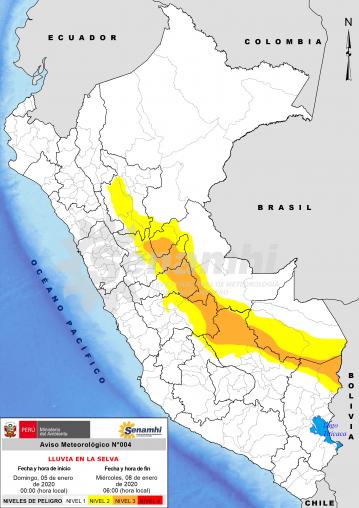 ECUADOR
COLOMBIA
N
BRASIL
Senamhi
OCÉANO PACÍFICO
BOLIVIA
Lago Titicaca
PERÚ
Ministerio del Ambiente
Senamhi
Aviso Meteorológico N°004
LLUVIA EN LA SELVA
Fecha y hora de inicio
Domingo, 05 de enero
de 2020
00:00 (hora local)
Fecha y hora de fin
Miércoles, 08 de enero
de 2020
06:00 (hora local)
NIVELES DE PELIGRO
NIVEL 1
NIVEL 2
NIVEL 3
NIVEL 4
CHILE